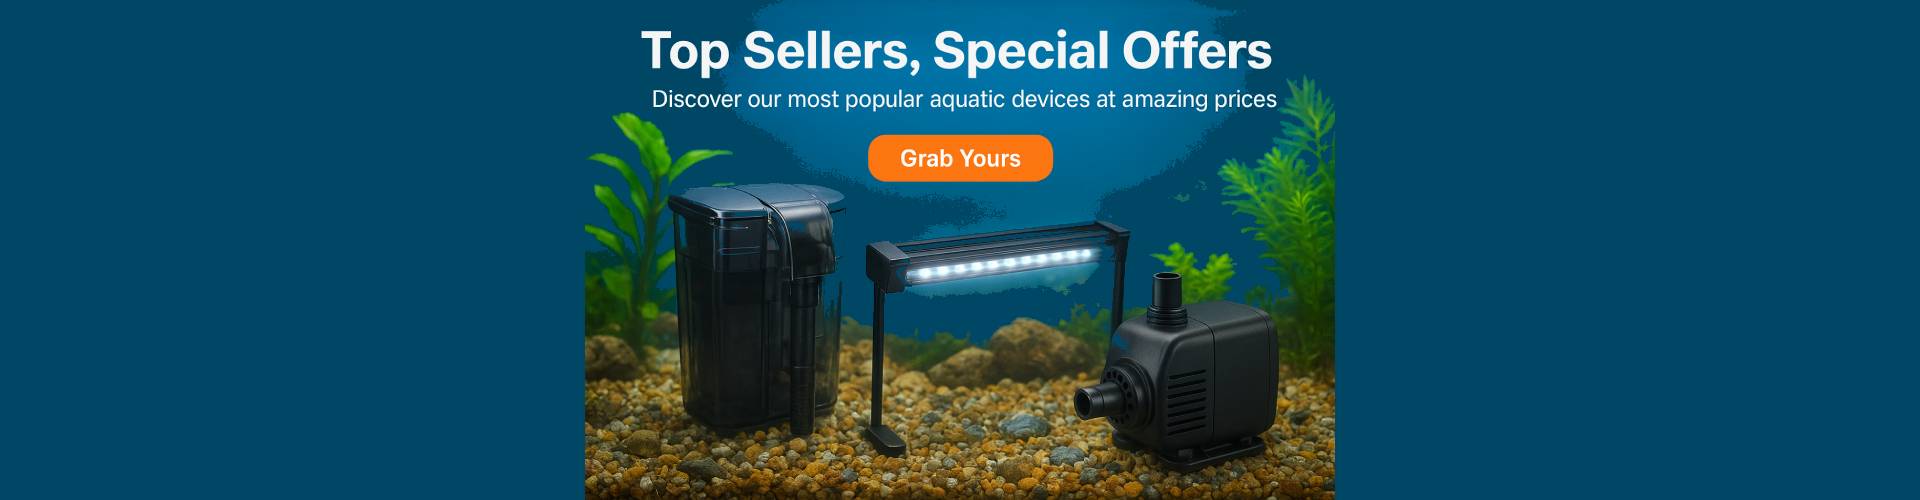 Top Sellers, Special Offers
Discover our most popular aquatic devices at amazing prices
Grab Yours